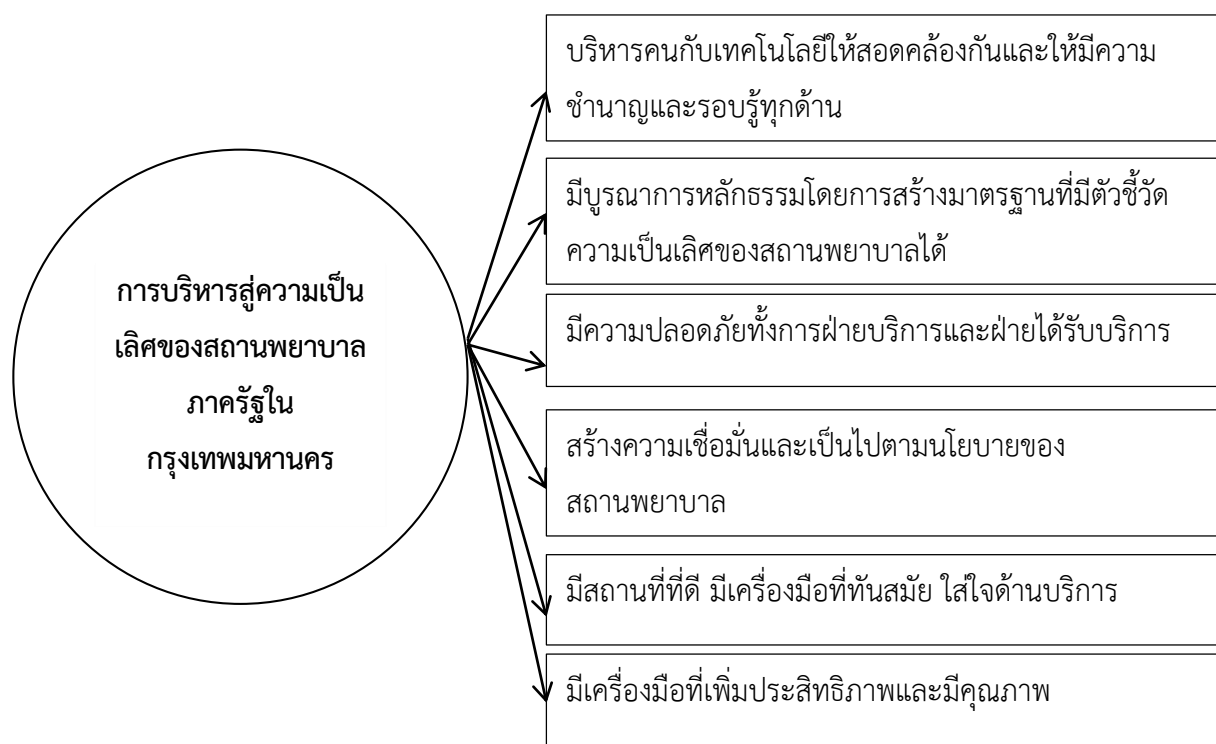 บริหารคนกับเทคโนโลยีให้สอดคล้องกันและให้มีความ
ชำนาญและรอบรู้ทุกด้าน
มีบูรณาการหลักธรรมโดยการสร้างมาตรฐานที่มีตัวชี้วัด
ความเป็นเลิศของสถานพยาบาลได้
การบริหารสู่ความเป็น
เลิศของสถานพยาบาล
ภาครัฐใน
กรุงเทพมหานคร
มีความปลอดภัยทั้งการฝ่ายบริการและฝ่ายได้รับบริการ
สร้างความเชื่อมั่นและเป็นไปตามนโยบายของ
สถานพยาบาล
มีสถานที่ที่ดี มีเครื่องมือที่ทันสมัย ใส่ใจด้านบริการ
มีเครื่องมือที่เพิ่มประสิทธิภาพและมีคุณภาพ